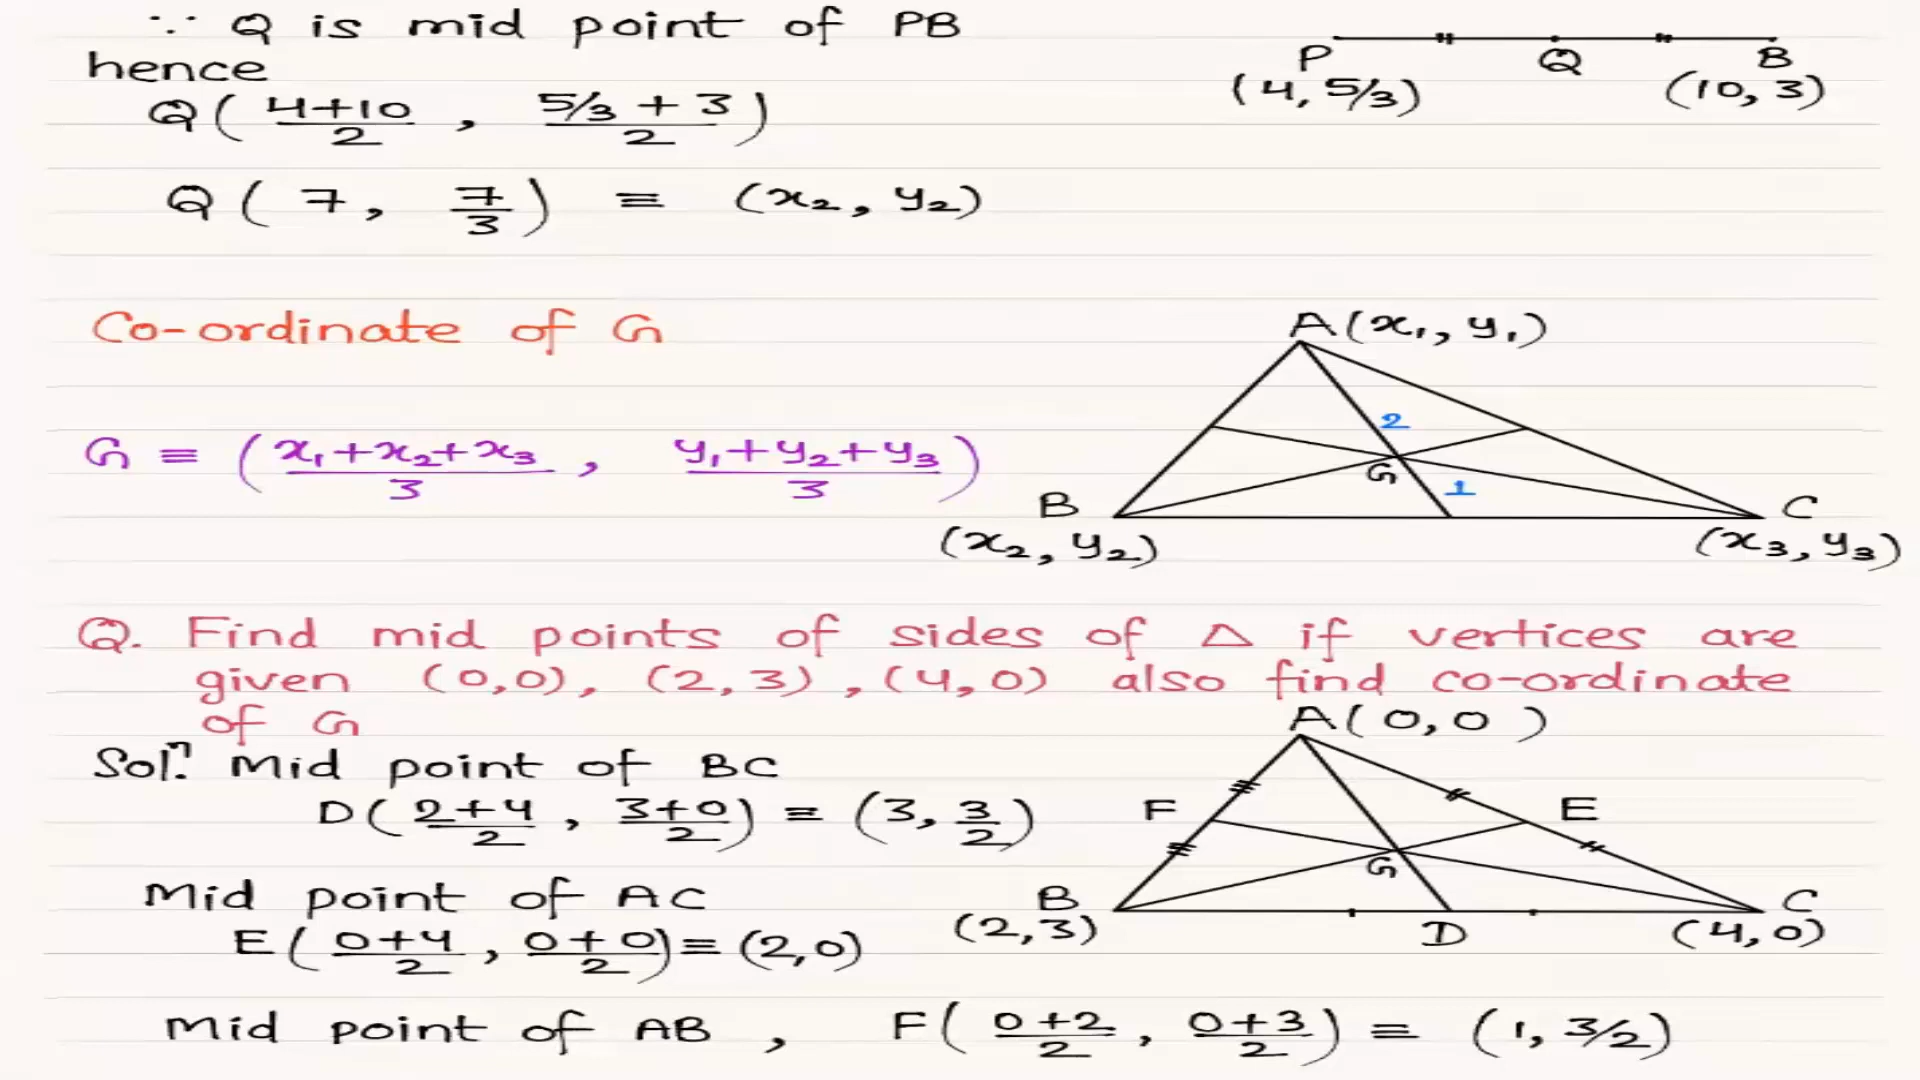 ∵ Q is mid point of PB
hence
Q( 4+10/2 , 5/3 + 3/2 )
Q( 7, 7/3 ) ≡ (x₂, y₂)
P Q B
(4, 5/3) (10, 3)
Co-ordinate of G
G ≡ ( x₁+x₂+x₃/3 , y₁+y₂+y₃/3 )
A(x₁, y₁)
2
G
1
B C
(x₂, y₂) (x₃, y₃)
Q. Find mid points of sides of Δ if vertices are
given (0,0), (2,3), (4,0) also find co-ordinate
of G
Solⁿ. Mid point of BC
D( 2+4/2 , 3+0/2 ) ≡ (3, 3/2)
Mid point of AC
E( 0+4/2 , 0+0/2 ) ≡ (2,0)
A( 0,0 )
F E
G
B C
(2,3) D (4,0)
Mid point of AB , F( 0+2/2 , 0+3/2 ) ≡ (1, 3/2)